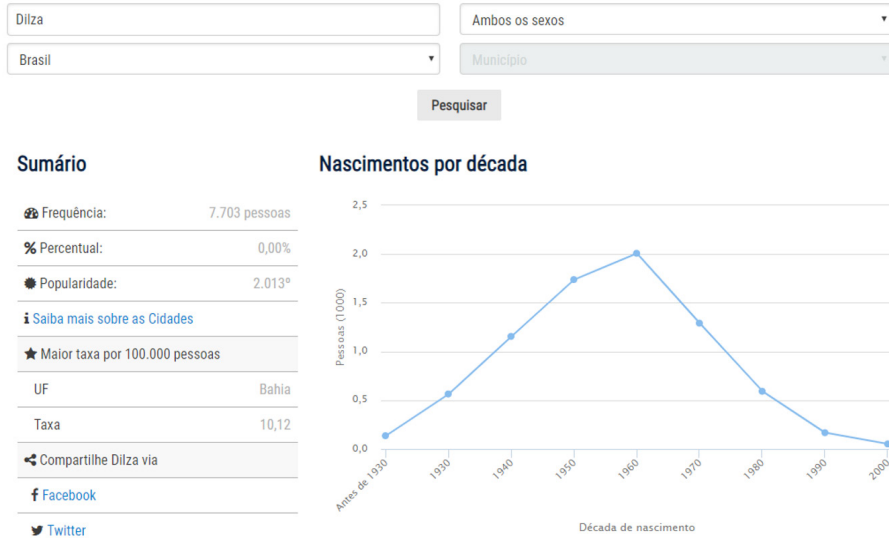 Dilza
Ambos os sexos
Brasil
Município
Pesquisar
Sumário
Frequência: 7.703 pessoas
Percentual: 0,00%
Popularidade: 2.013º
Saiba mais sobre as Cidades
Maior taxa por 100.000 pessoas
UF Bahia
Taxa 10,12
Compartilhe Dilza via
Facebook
Twitter
Nascimentos por década
2,5
2,0
1,5
1,0
0,5
0,0
Pessoas (1000)
Antes de 1930
1930
1940
1950
1960
1970
1980
1990
2000
Década de nascimento